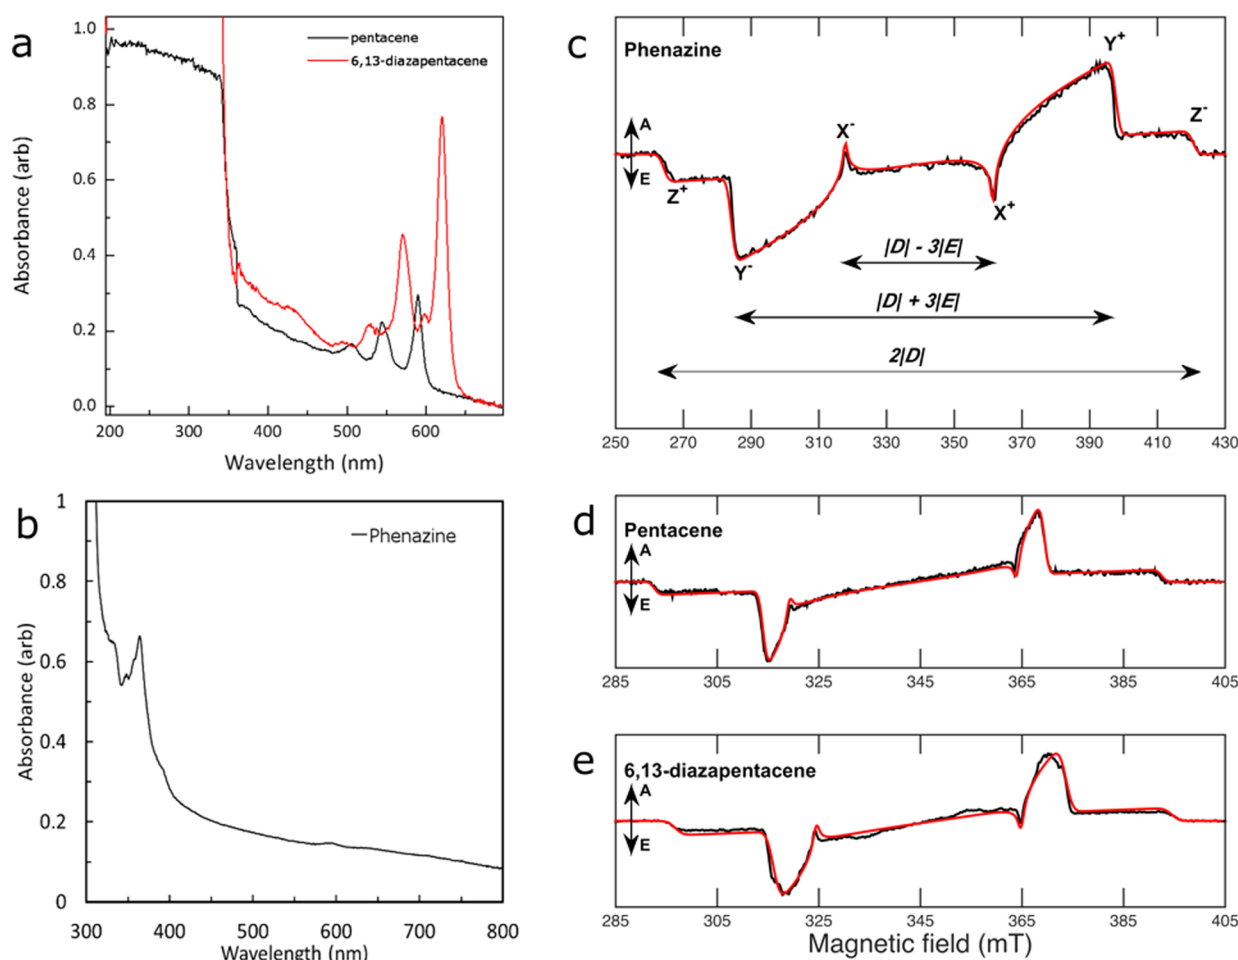 a
1.0
0.8
0.6
0.4
0.2
0.0
Absorbance (arb)
pentacene
6,13-diazapentacene
200 300 400 500 600
Wavelength (nm)
b
1
0.8
0.6
0.4
0.2
0
Absorbance (arb)
Phenazine
300 400 500 600 700 800
Wavelength (nm)
c
Phenazine
A
E
Z+
Y-
X-
X+
Y+
Z-
|D| - 3|E|
|D| + 3|E|
2|D|
250 270 290 310 330 350 370 390 410 430
d
Pentacene
A
E
285 305 325 345 365 385 405
e
6,13-diazapentacene
A
E
285 305 325 345 365 385 405
Magnetic field (mT)